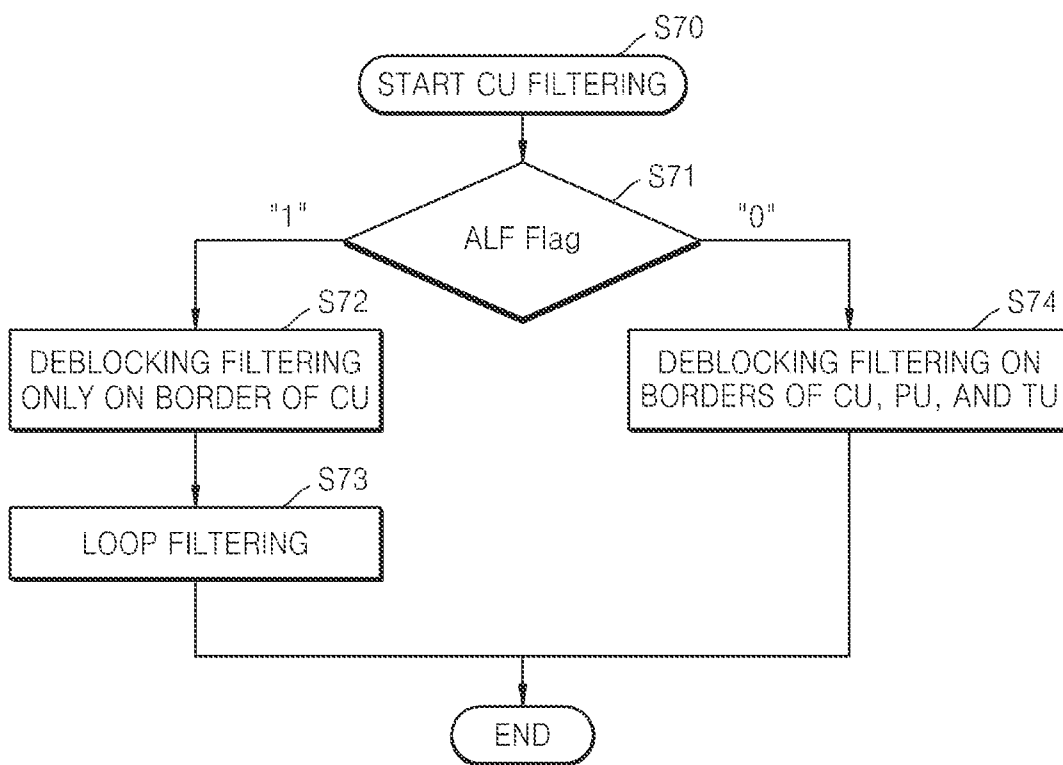 S70
START CU FILTERING
S71
"1"
ALF Flag
"0"
S72
DEBLOCKING FILTERING
ONLY ON BORDER OF CU
S74
DEBLOCKING FILTERING ON
BORDERS OF CU, PU, AND TU
S73
LOOP FILTERING
END